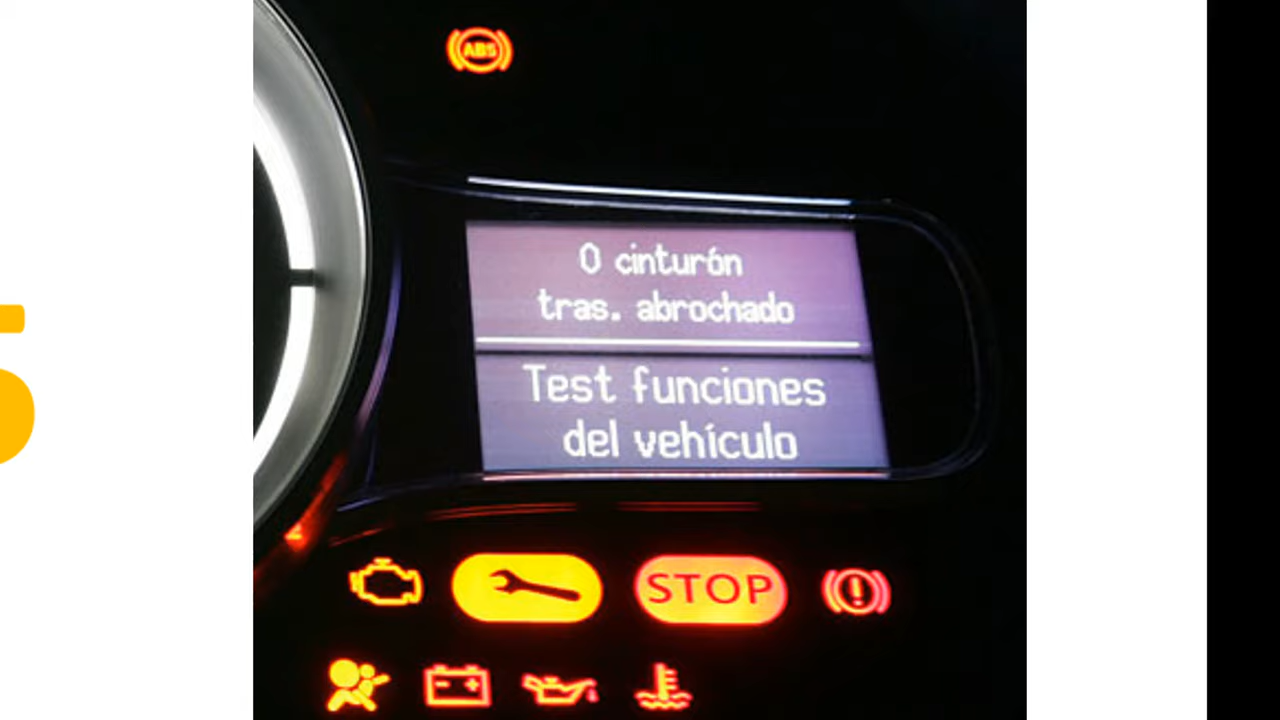 ABS
0 cinturón
tras. abrochado
Test funciones
del vehículo
STOP